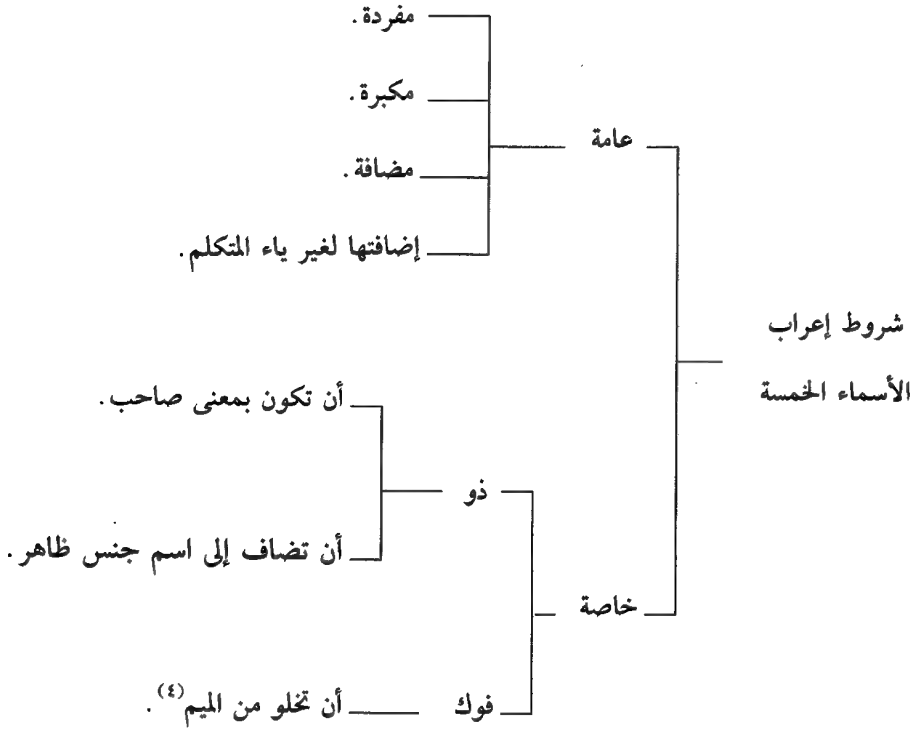 شروط إعراب
الأسماء الخمسة
عامة
مفردة.
مكبرة.
مضافة.
إضافتها لغير ياء المتكلم.
خاصة
ذو
أن تكون بمعنى صاحب.
أن تضاف إلى اسم جنس ظاهر.
فوك
أن تخلو من الميم(٤).